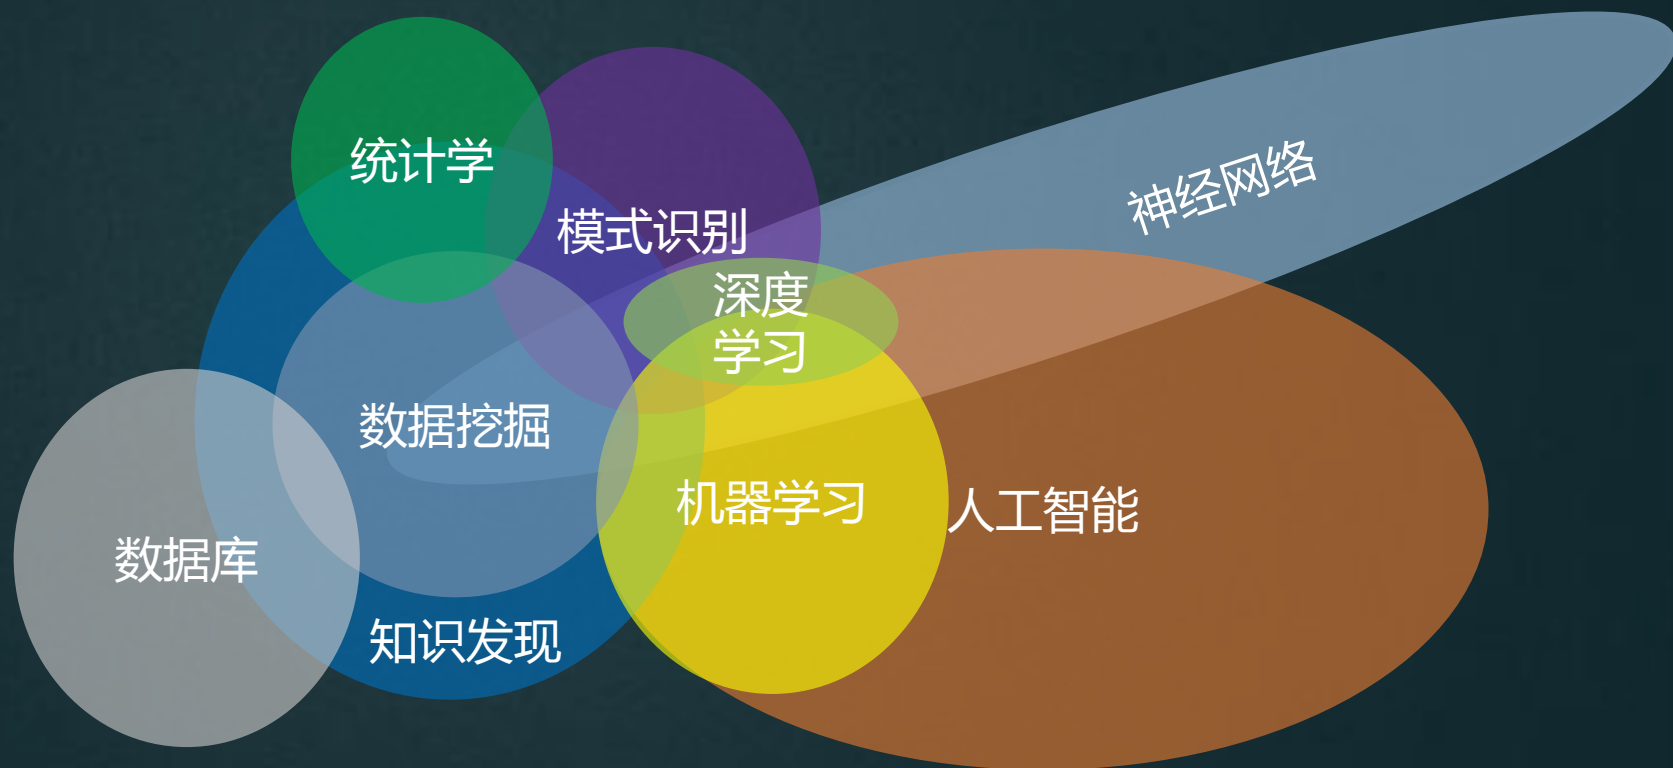 统计学
模式识别
神经网络
深度
学习
数据挖掘
机器学习
人工智能
数据库
知识发现